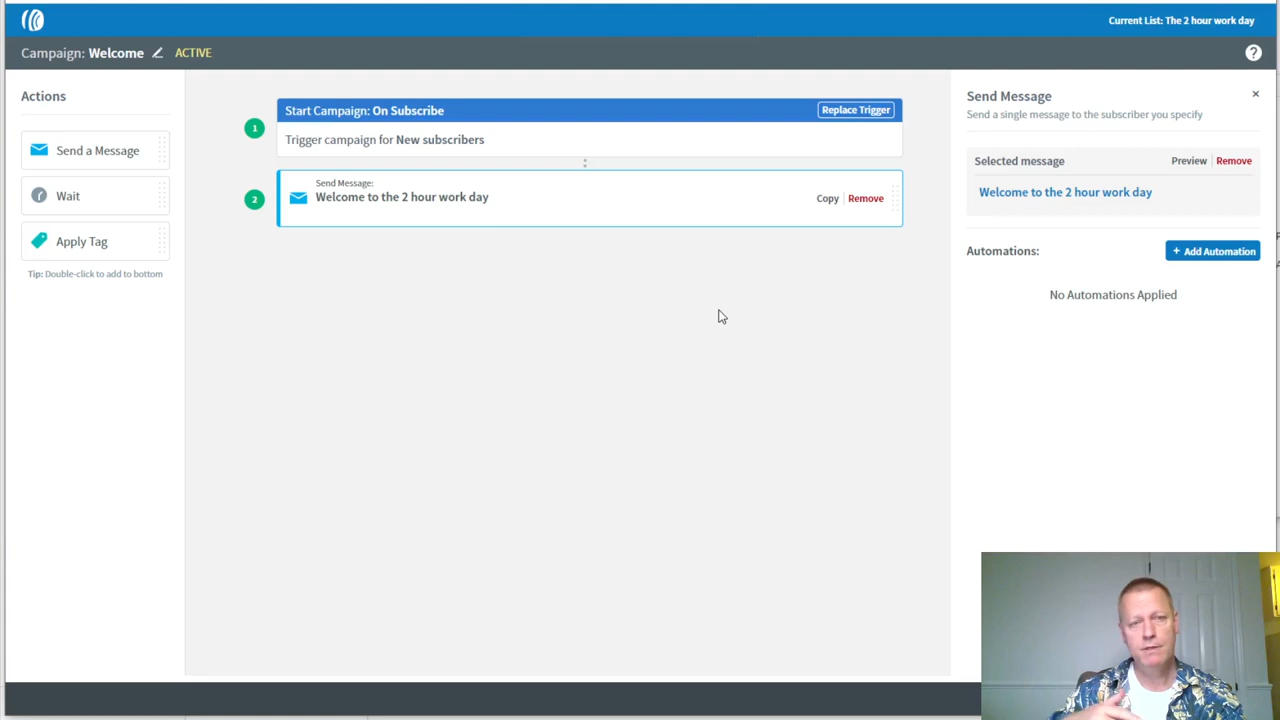 Current List: The 2 hour work day
Campaign: Welcome ACTIVE
?
Actions
Send a Message
Wait
Apply Tag
Tip: Double-click to add to bottom
1
Start Campaign: On Subscribe
Replace Trigger
Trigger campaign for New subscribers
2
Send Message:
Welcome to the 2 hour work day
Copy Remove
Send Message
×
Send a single message to the subscriber you specify
Selected message
Preview Remove
Welcome to the 2 hour work day
Automations:
+ Add Automation
No Automations Applied